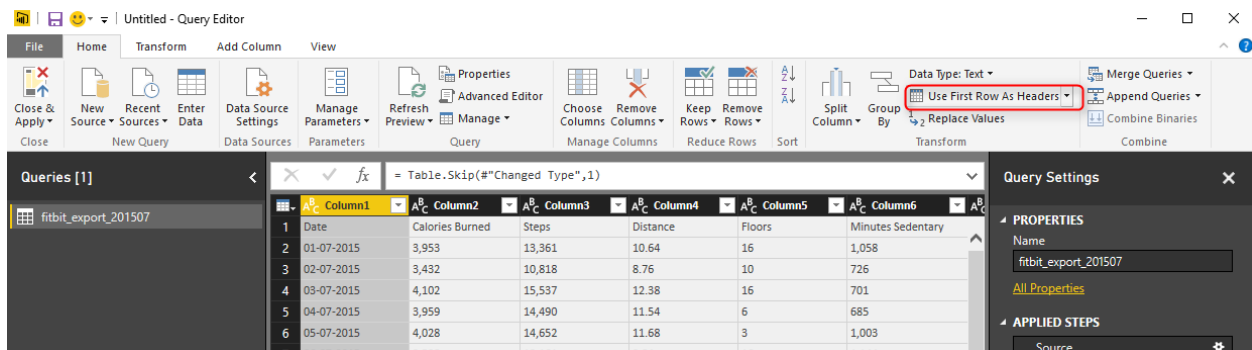 Untitled - Query Editor
File Home Transform Add Column View
Close & Apply
New Source
Recent Sources
Enter Data
Data Source Settings
Manage Parameters
Refresh Preview
Properties
Advanced Editor
Manage
Choose Columns
Remove Columns
Keep Rows
Remove Rows
Split Column
Group By
Data Type: Text
Use First Row As Headers
Replace Values
Merge Queries
Append Queries
Combine Binaries
Close New Query Data Sources Parameters Query Manage Columns Reduce Rows Sort Transform Combine
Queries [1]
fitbit_export_201507
fx = Table.Skip(#"Changed Type",1)
Column1 Column2 Column3 Column4 Column5 Column6
1 Date Calories Burned Steps Distance Floors Minutes Sedentary
2 01-07-2015 3,953 13,361 10.64 16 1,058
3 02-07-2015 3,432 10,818 8.76 10 726
4 03-07-2015 4,102 15,537 12.38 16 701
5 04-07-2015 3,959 14,490 11.54 6 685
6 05-07-2015 4,028 14,652 11.68 3 1,003
Query Settings
PROPERTIES
Name
fitbit_export_201507
All Properties
APPLIED STEPS
Source